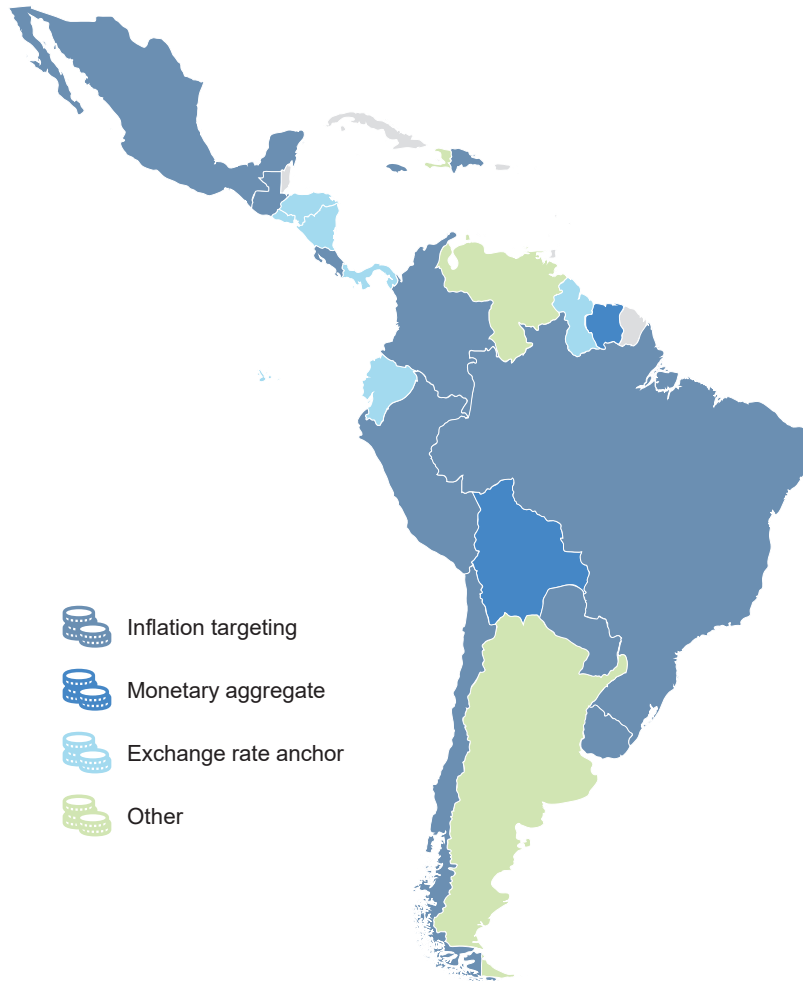 Inflation targeting
Monetary aggregate
Exchange rate anchor
Other